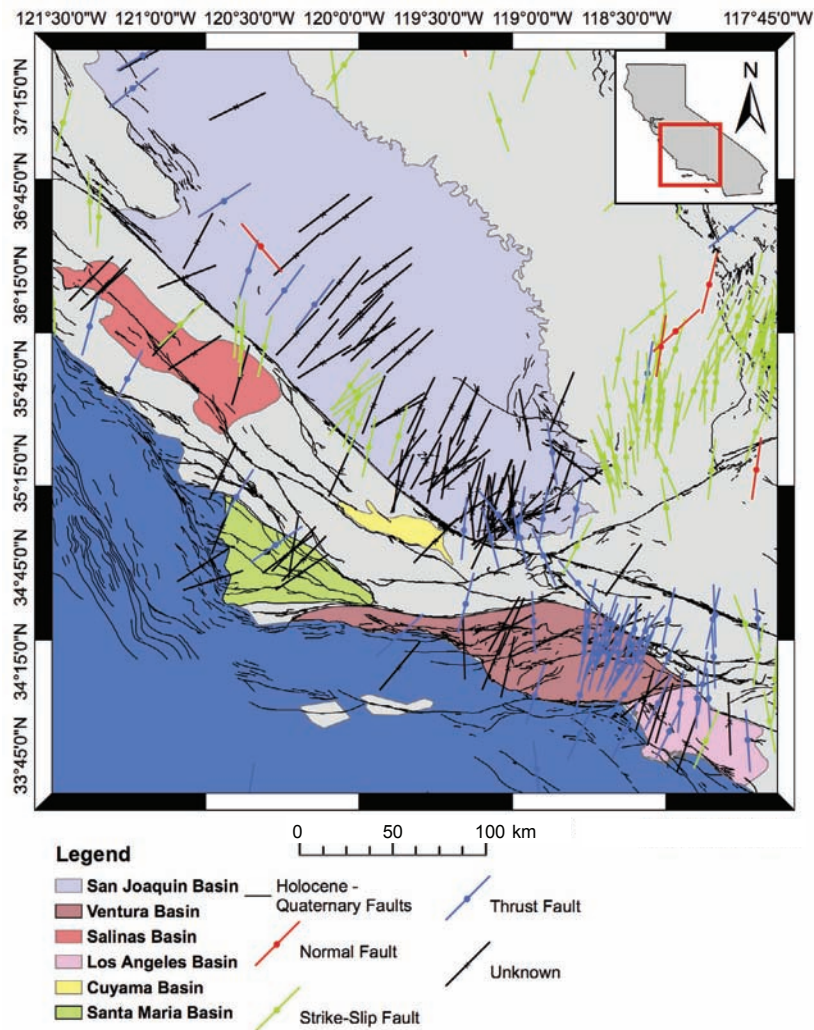 121°30'0"W 121°0'0"W 120°30'0"W 120°0'0"W 119°30'0"W 119°0'0"W 118°30'0"W 117°45'0"W
37°15'0"N
36°45'0"N
36°15'0"N
35°45'0"N
35°15'0"N
34°45'0"N
34°15'0"N
33°45'0"N
N
0 50 100 km
Legend
San Joaquin Basin
Ventura Basin
Salinas Basin
Los Angeles Basin
Cuyama Basin
Santa Maria Basin
Holocene -
Quaternary Faults
Normal Fault
Strike-Slip Fault
Thrust Fault
Unknown